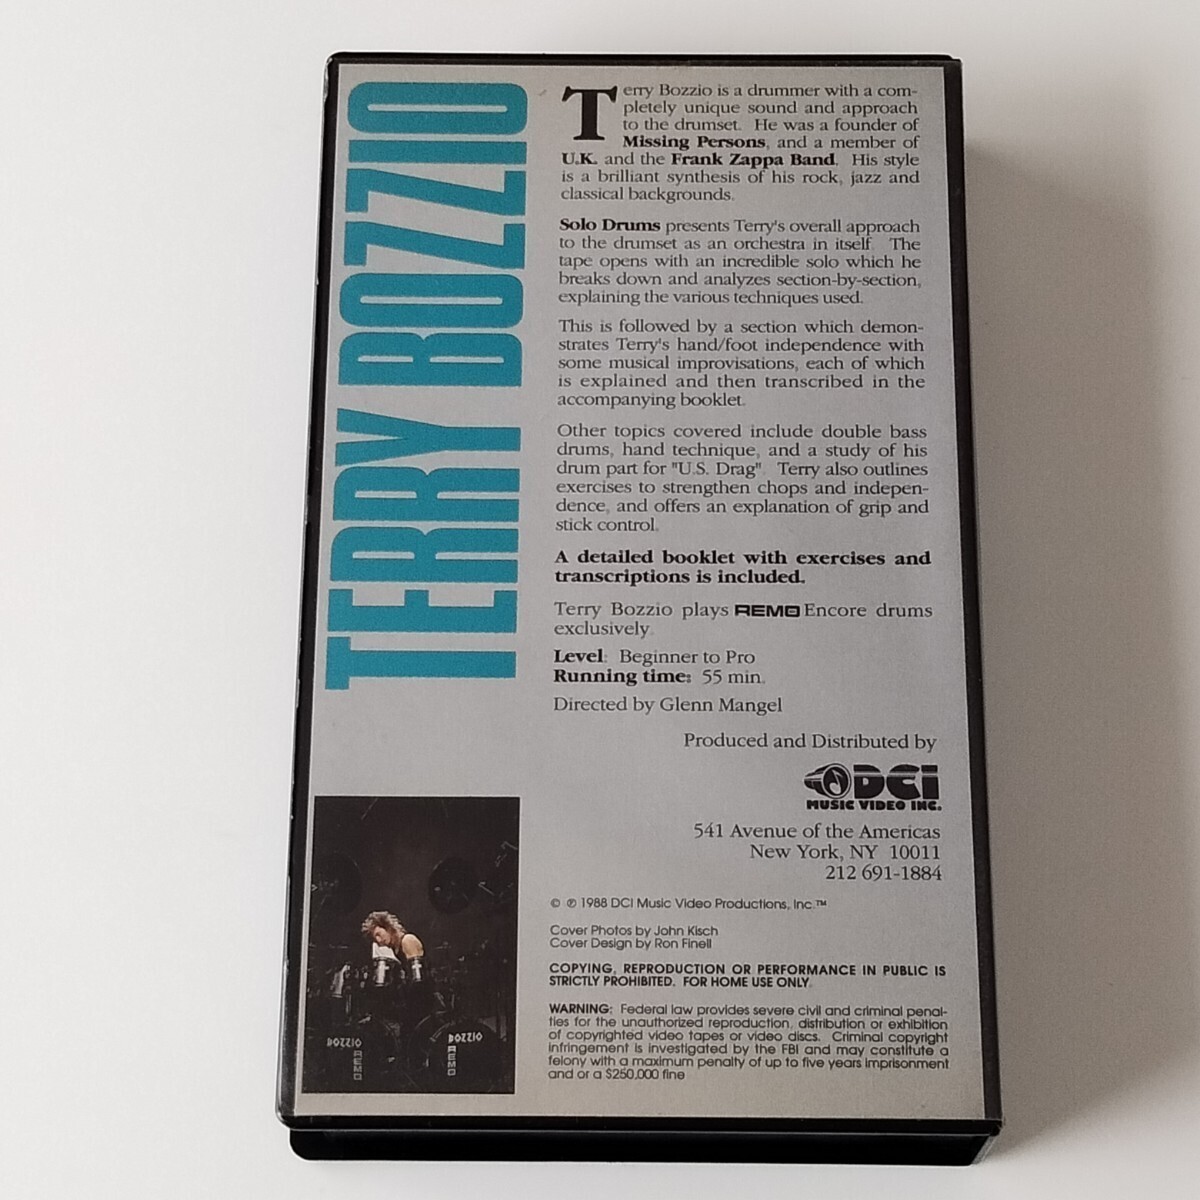 TERRY BOZZIO
Terry Bozzio is a drummer with a com-
pletely unique sound and approach
to the drumset. He was a founder of
Missing Persons, and a member of
U.K. and the Frank Zappa Band. His style
is a brilliant synthesis of his rock, jazz and
classical backgrounds.
Solo Drums presents Terry's overall approach
to the drumset as an orchestra in itself. The
tape opens with an incredible solo which he
breaks down and analyzes section-by-section,
explaining the various techniques used.
This is followed by a section which demon-
strates Terry's hand/foot independence with
some musical improvisations, each of which
is explained and then transcribed in the
accompanying booklet.
Other topics covered include double bass
drums, hand technique, and a study of his
drum part for "U.S. Drag". Terry also outlines
exercises to strengthen chops and indepen-
dence, and offers an explanation of grip and
stick control.
A detailed booklet with exercises and
transcriptions is included.
Terry Bozzio plays REMO Encore drums
exclusively.
Level: Beginner to Pro
Running time: 55 min.
Directed by Glenn Mangel
Produced and Distributed by
DCI
MUSIC VIDEO INC.
541 Avenue of the Americas
New York, NY 10011
212 691-1884
© ℗ 1988 DCI Music Video Productions, Inc.™
Cover Photos by John Kisch
Cover Design by Ron Finell
COPYING, REPRODUCTION OR PERFORMANCE IN PUBLIC IS
STRICTLY PROHIBITED. FOR HOME USE ONLY.
WARNING: Federal law provides severe civil and criminal penal-
ties for the unauthorized reproduction, distribution or exhibition
of copyrighted video tapes or video discs. Criminal copyright
infringement is investigated by the FBI and may constitute a
felony with a maximum penalty of up to five years imprisonment
and or a $250,000 fine
BOZZIO
REMO
BOZZIO
REMO